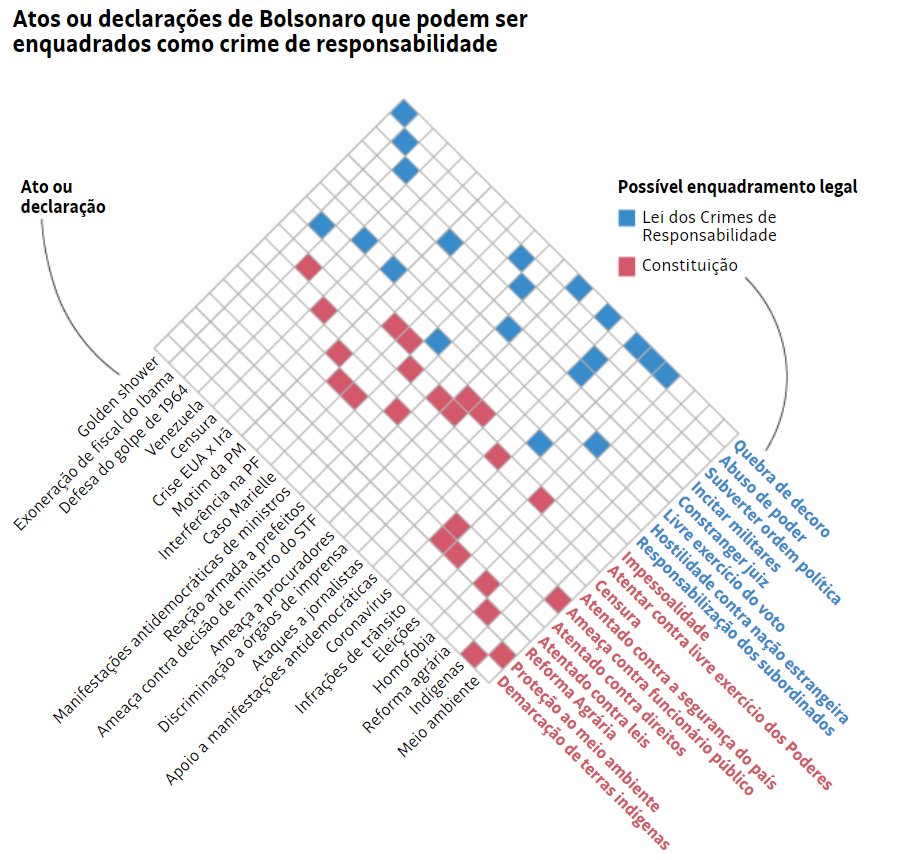 Atos ou declarações de Bolsonaro que podem ser
enquadrados como crime de responsabilidade
Ato ou
declaração
Possível enquadramento legal
Lei dos Crimes de
Responsabilidade
Constituição
Golden shower
Exoneração de fiscal do Ibama
Defesa do golpe de 1964
Venezuela
Censura
Crise EUA x Irã
Motim da PM
Interferência na PF
Caso Marielle
Manifestações antidemocráticas de ministros
Reação armada a prefeitos
Ameaça contra decisão de ministro do STF
Ameaça a procuradores
Discriminação a órgãos de imprensa
Ataques a jornalistas
Apoio a manifestações antidemocráticas
Coronavírus
Infrações de trânsito
Eleições
Homofobia
Reforma agrária
Indígenas
Meio ambiente
Quebra de decoro
Abuso de poder
Subverter ordem política
Incitar militares
Constranger juiz
Livre exercício do voto
Hostilidade contra nação estrangeira
Responsabilização dos subordinados
Impessoalidade
Atentar contra livre exercício dos Poderes
Censura
Atentado contra a segurança do país
Ameaça contra funcionário público
Atentado contra direitos
Atentado contra leis
Reforma Agrária
Proteção ao meio ambiente
Demarcação de terras indígenas